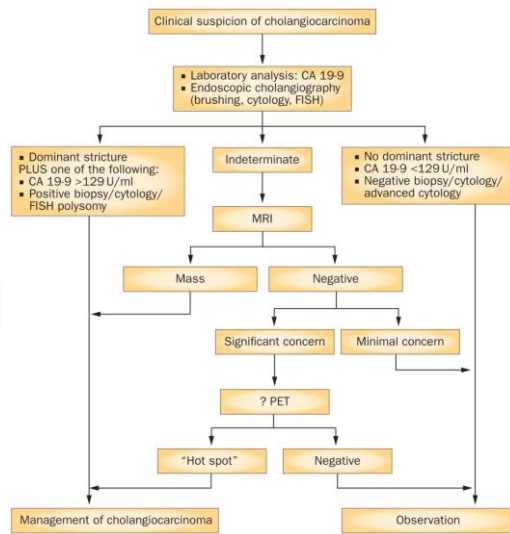 Clinical suspicion of cholangiocarcinoma
▪ Laboratory analysis: CA 19-9
▪ Endoscopic cholangiography
(brushing, cytology, FISH)
▪ Dominant stricture
PLUS one of the following:
▪ CA 19-9 >129 U/ml
▪ Positive biopsy/cytology/
FISH polysomy
Indeterminate
▪ No dominant stricture
▪ CA 19-9 <129 U/ml
▪ Negative biopsy/cytology/
advanced cytology
MRI
Mass
Negative
Significant concern
Minimal concern
? PET
"Hot spot"
Negative
Management of cholangiocarcinoma
Observation